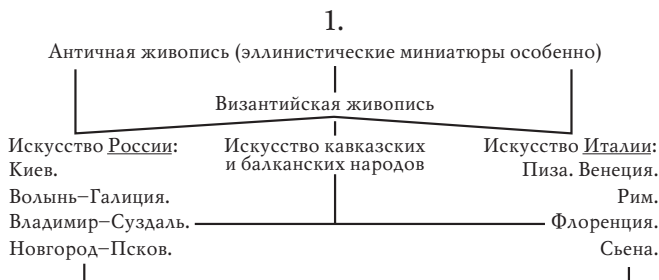 1.
Античная живопись (эллинистические миниатюры особенно)
Византийская живопись
Искусство России:
Киев.
Волынь–Галиция.
Владимир–Суздаль.
Новгород–Псков.
Искусство кавказских
и балканских народов
Искусство Италии:
Пиза. Венеция.
Рим.
Флоренция.
Сьена.